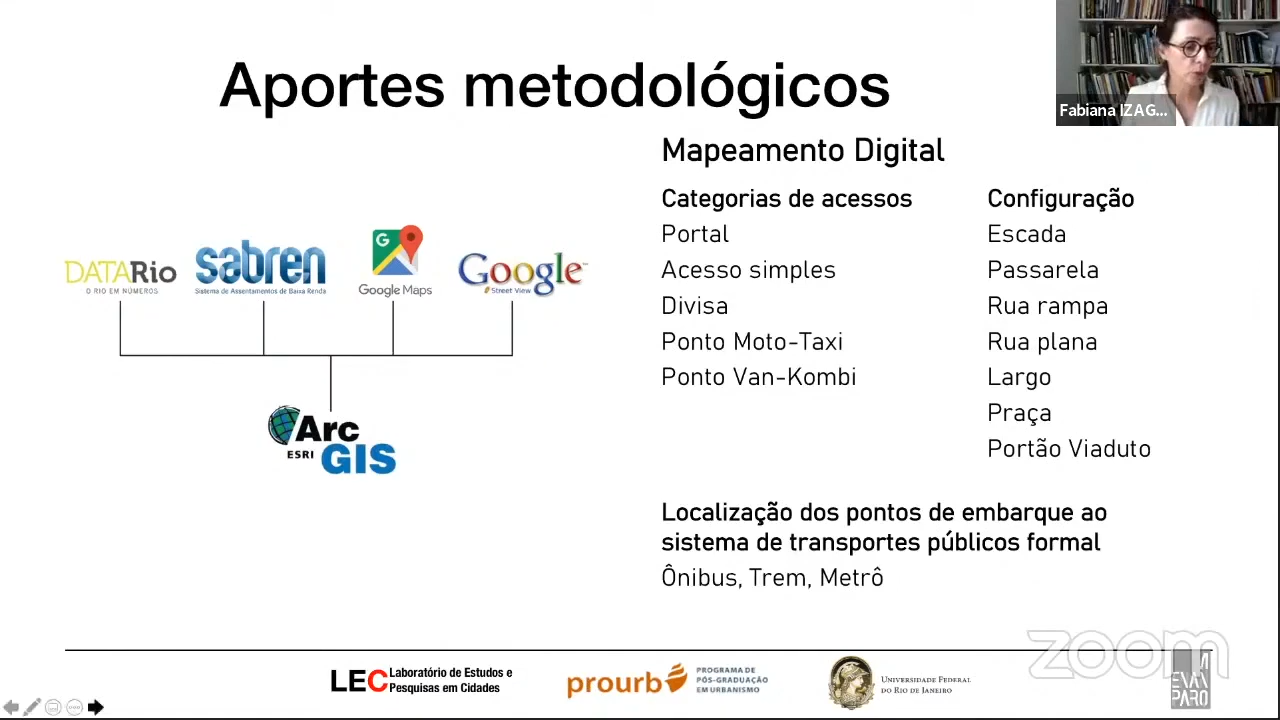 Aportes metodológicos
Fabiana IZAG...
Mapeamento Digital
Categorias de acessos
Portal
Acesso simples
Divisa
Ponto Moto-Taxi
Ponto Van-Kombi
Configuração
Escada
Passarela
Rua rampa
Rua plana
Largo
Praça
Portão Viaduto
DATARio
O RIO EM NÚMEROS
sabren
Sistema de Assentamentos de Baixa Renda
G
Google Maps
Google
Street View
Arc
ESRI GIS
Localização dos pontos de embarque ao
sistema de transportes públicos formal
Ônibus, Trem, Metrô
LEC
Laboratório de Estudos e
Pesquisas em Cidades
prourb
PROGRAMA DE
PÓS-GRADUAÇÃO
EM URBANISMO
UNIVERSIDADE FEDERAL
DO RIO DE JANEIRO
zoom
PARO